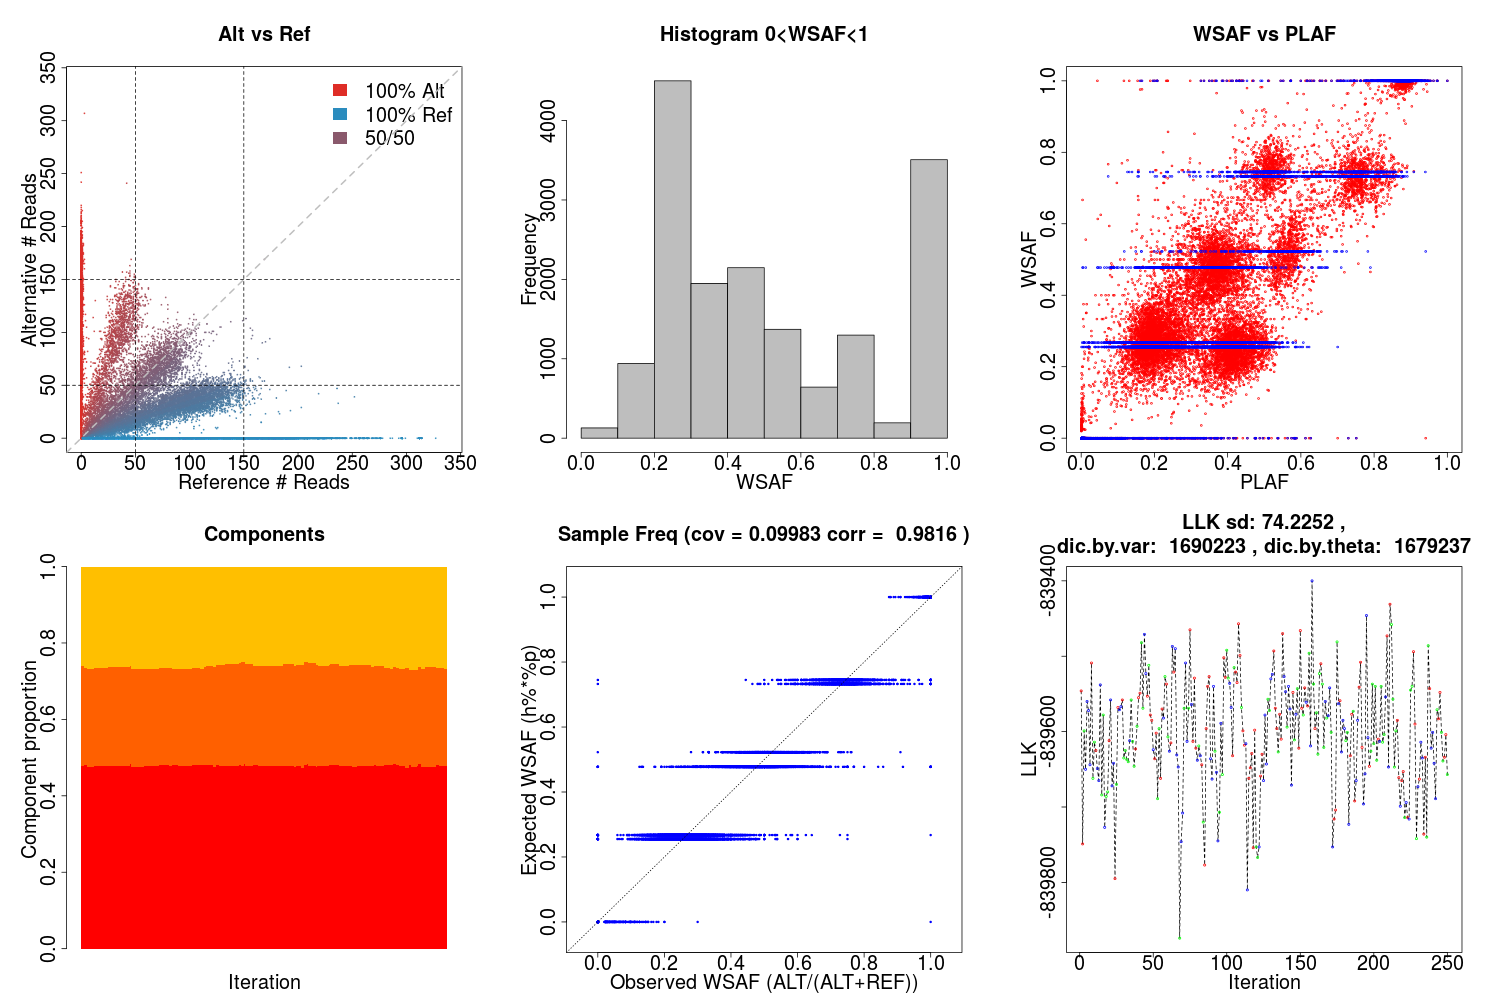 Alt vs Ref
350
300
250
200
150
100
50
0
Alternative # Reads
100% Alt
100% Ref
50/50
0 50 100 150 200 250 300 350
Reference # Reads
Histogram 0<WSAF<1
4000
3000
2000
1000
0
Frequency
0.0 0.2 0.4 0.6 0.8 1.0
WSAF
WSAF vs PLAF
1.0
0.8
0.6
0.4
0.2
0.0
WSAF
0.0 0.2 0.4 0.6 0.8 1.0
PLAF
Components
1.0
0.8
0.6
0.4
0.2
0.0
Component proportion
Iteration
Sample Freq (cov = 0.09983 corr = 0.9816 )
1.0
0.8
0.6
0.4
0.2
0.0
Expected WSAF (h%*%p)
0.0 0.2 0.4 0.6 0.8 1.0
Observed WSAF (ALT/(ALT+REF))
LLK sd: 74.2252 ,
dic.by.var: 1690223 , dic.by.theta: 1679237
-839400
-839600
-839800
LLK
0 50 100 150 200 250
Iteration